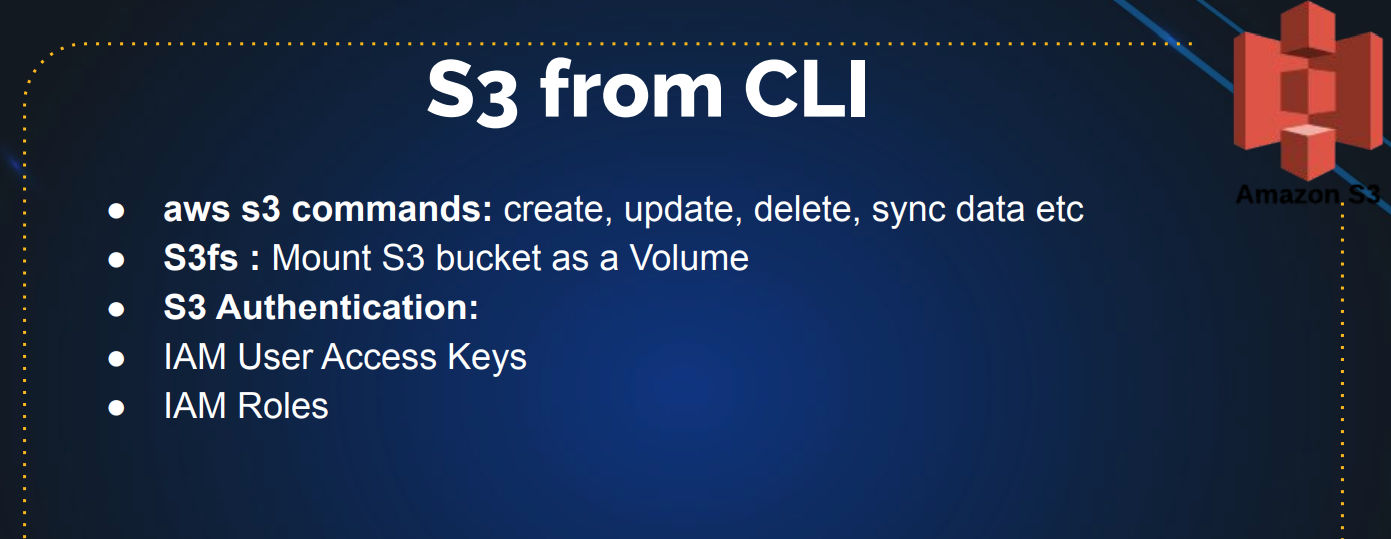 S3 from CLI
Amazon S3
● aws s3 commands: create, update, delete, sync data etc
● S3fs : Mount S3 bucket as a Volume
● S3 Authentication:
● IAM User Access Keys
● IAM Roles